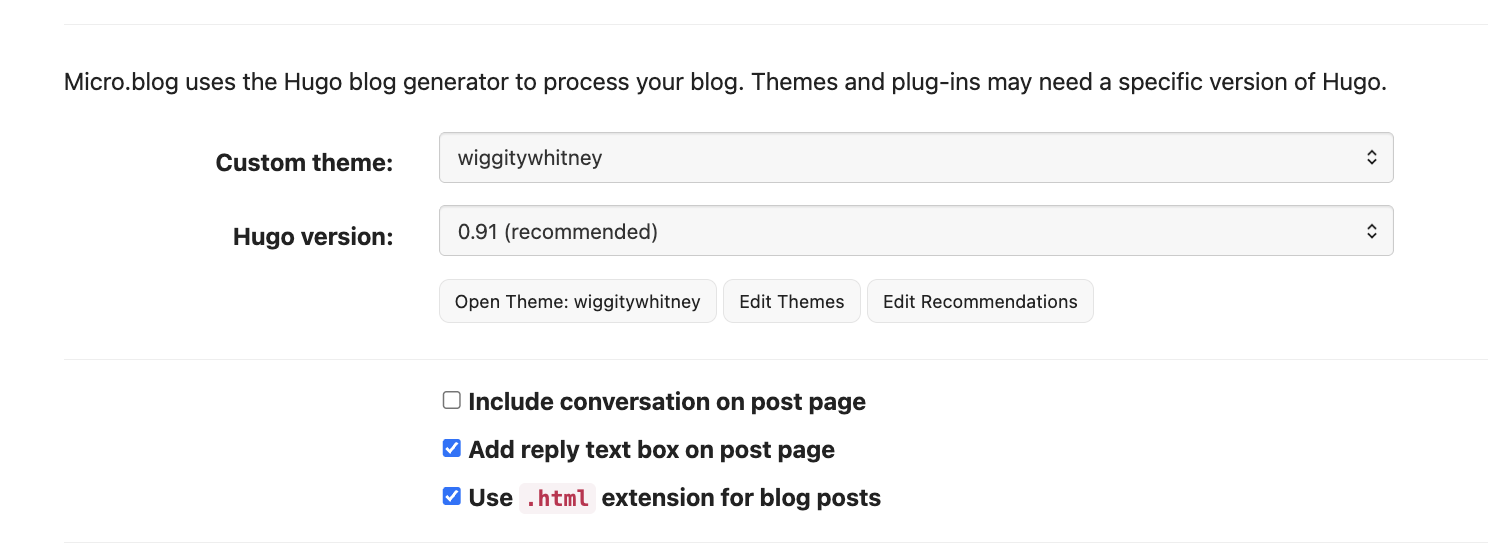 Micro.blog uses the Hugo blog generator to process your blog. Themes and plug-ins may need a specific version of Hugo.
Custom theme: wiggitywhitney
Hugo version: 0.91 (recommended)
Open Theme: wiggitywhitney Edit Themes Edit Recommendations
Include conversation on post page
Add reply text box on post page
Use .html extension for blog posts